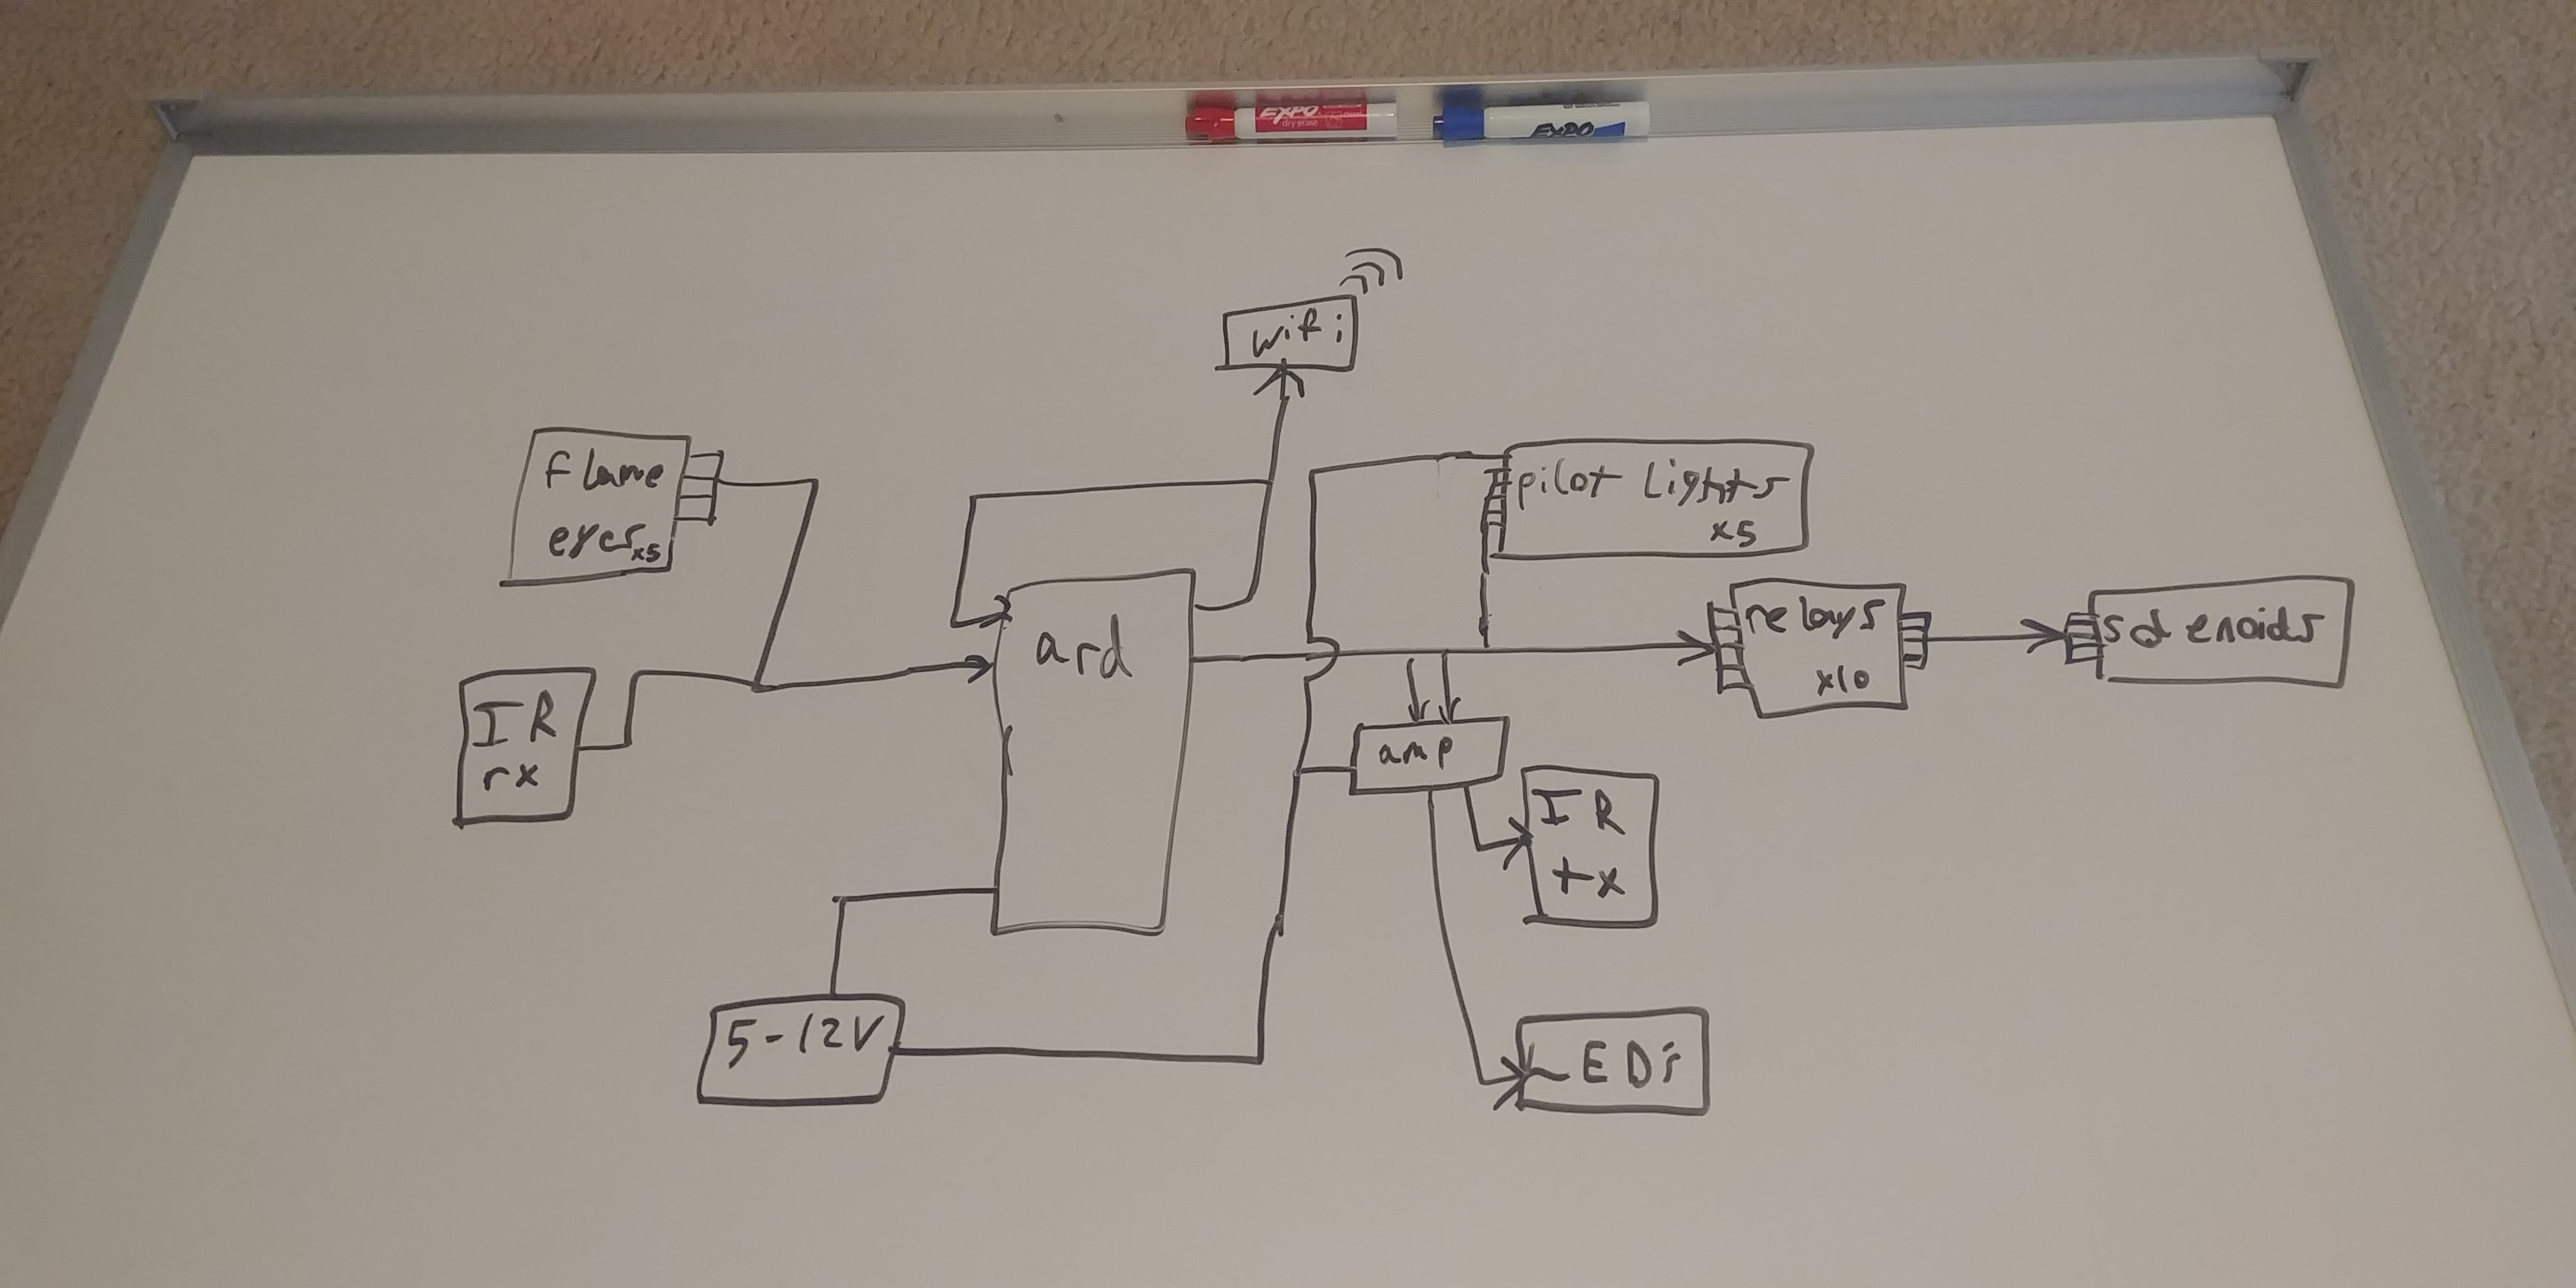 EXPO
dry erase
EXPO
wifi
flame
eyes x5
pilot Lights
x5
ard
relays
x10
solenoids
IR
rx
amp
IR
tx
5-12V
LEDs